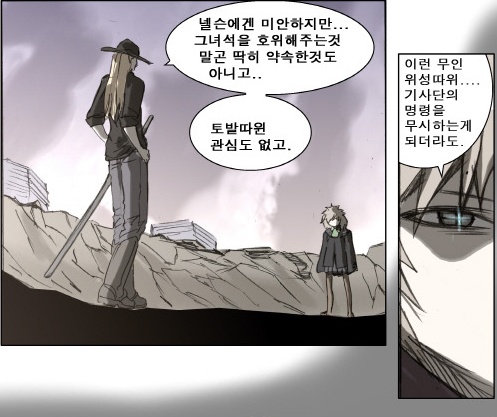 넬슨에겐 미안하지만...
그녀석을 호위해주는것
말곤 딱히 약속한것도
아니고..
토발따윈
관심도 없고.
이런 무인
위성따위....
기사단의
명령을
무시하는게
되더라도.